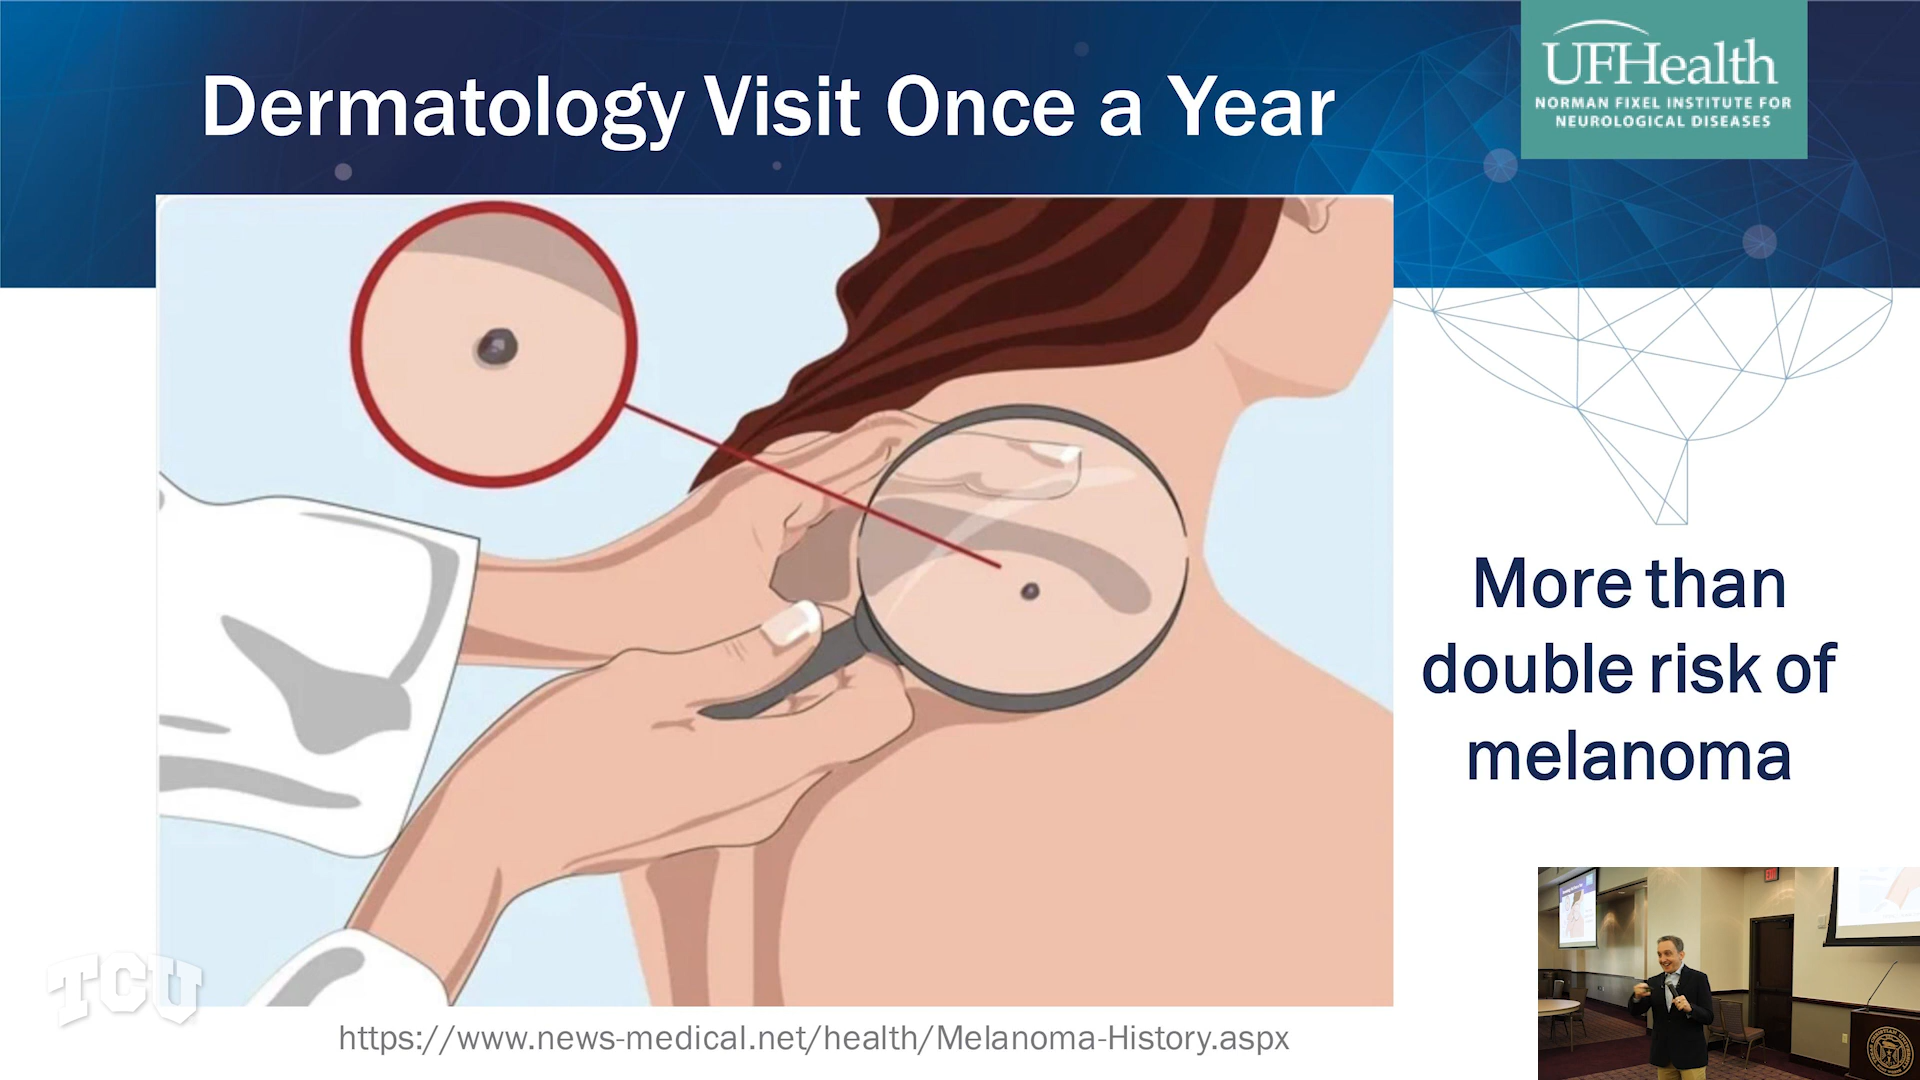 Dermatology Visit Once a Year
UFHealth
NORMAN FIXEL INSTITUTE FOR
NEUROLOGICAL DISEASES
More than
double risk of
melanoma
TCU
https://www.news-medical.net/health/Melanoma-History.aspx
EXIT